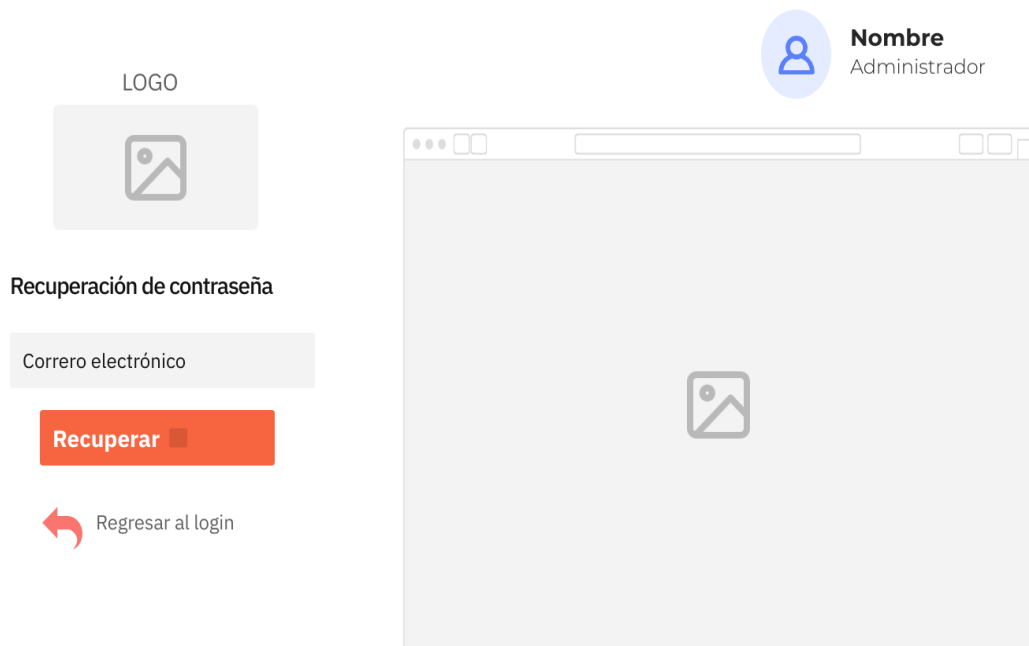 Nombre
Administrador
LOGO
Recuperación de contraseña
Correro electrónico
Recuperar
Regresar al login